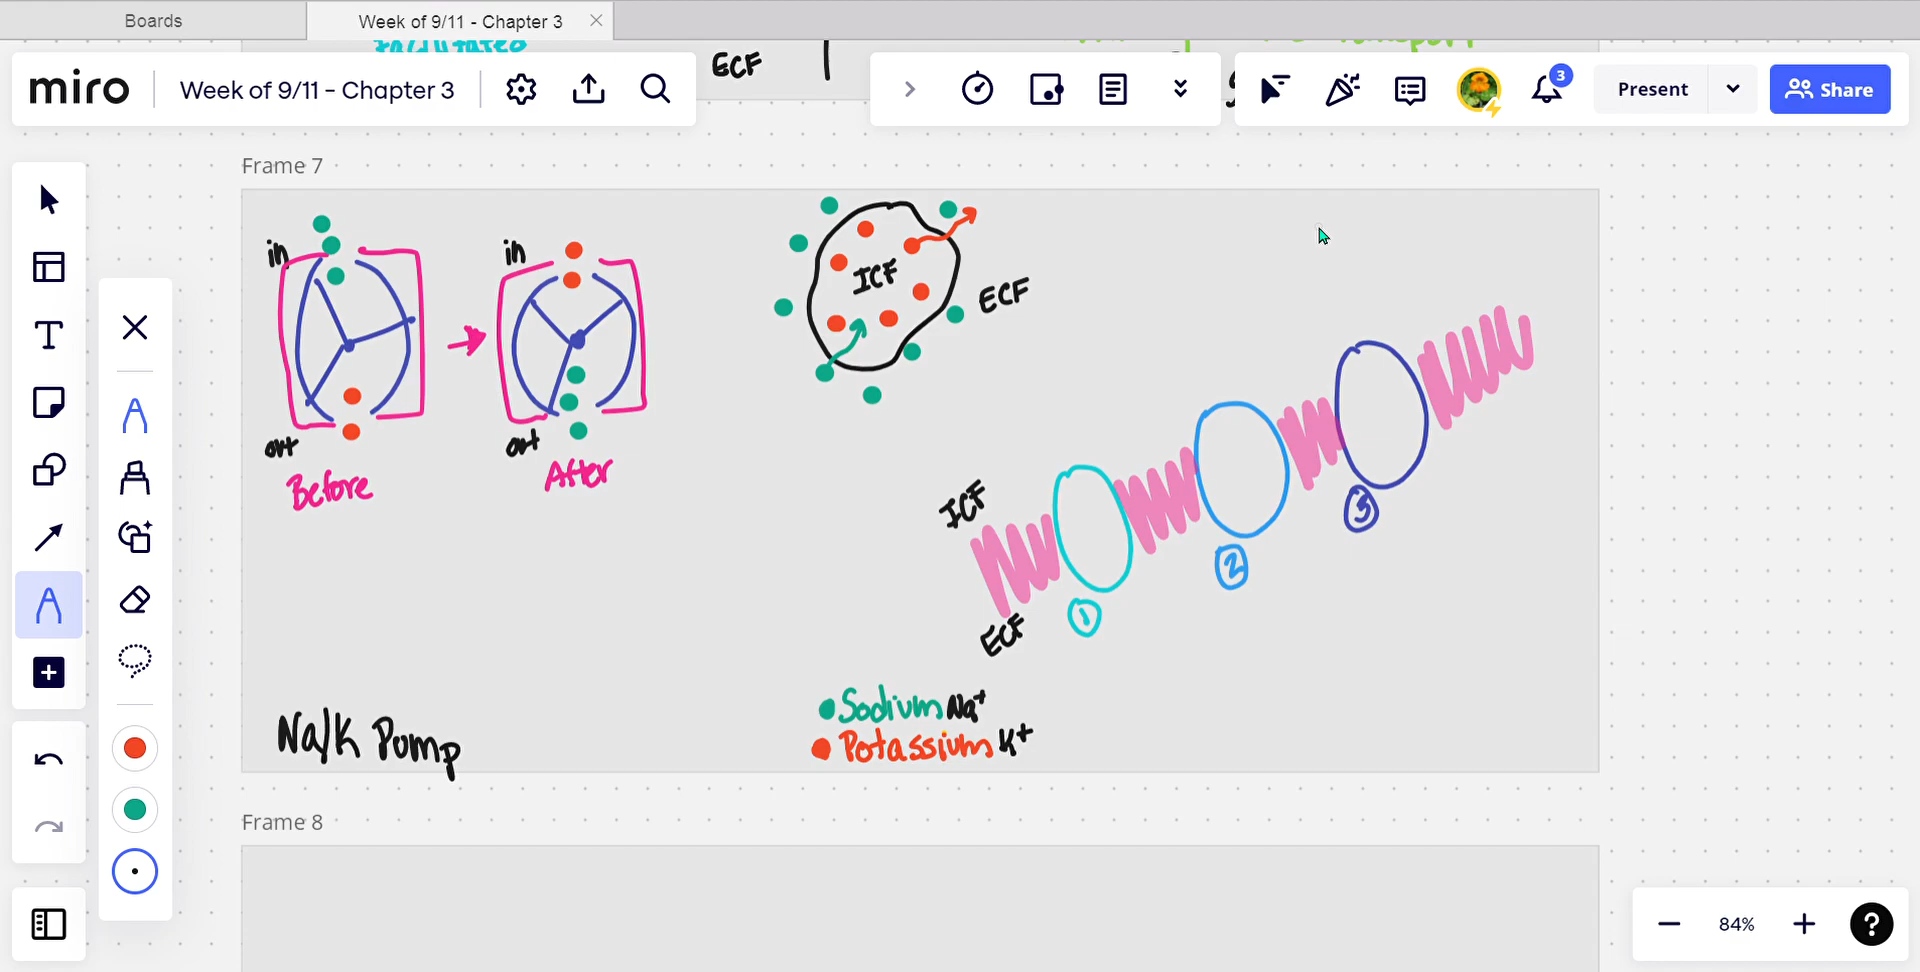 Boards
Week of 9/11 - Chapter 3
Facilitated
ECF
miro
Week of 9/11 - Chapter 3
3
Present
Share
Frame 7
in
in
ICF
ECF
out
out
Before
After
ICF
ECF
1
2
3
Sodium Na+
Potassium K+
Na/K Pump
Frame 8
84%
?